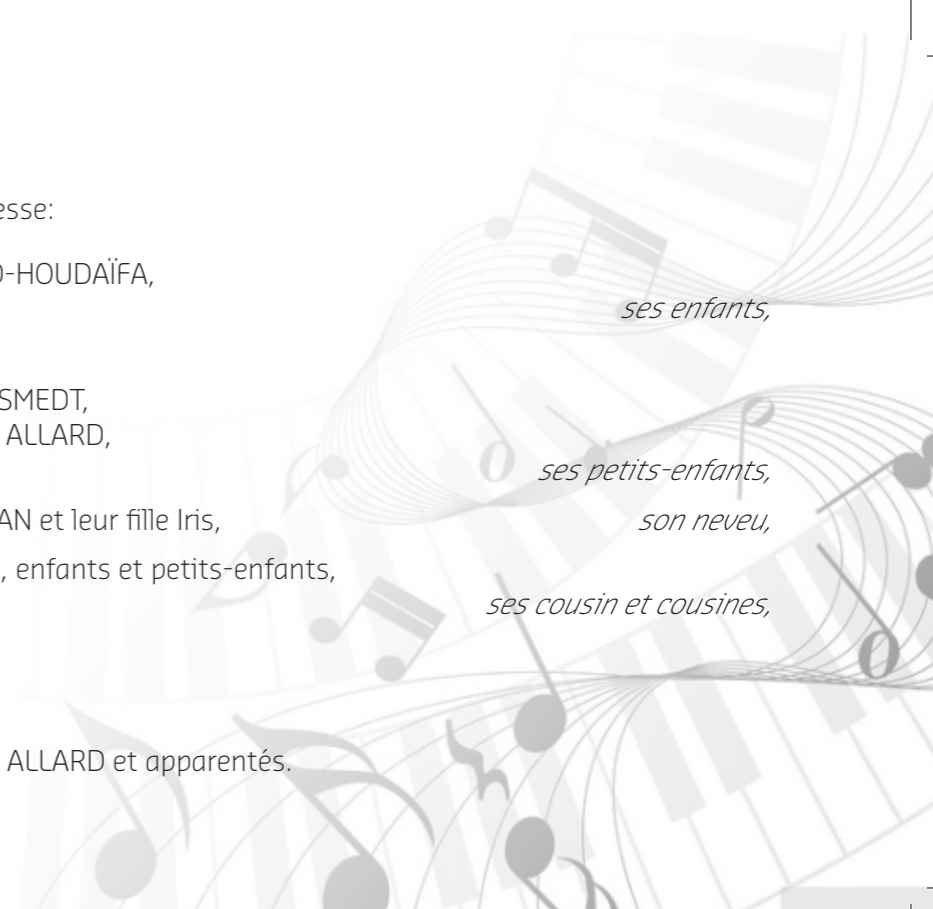 esse:
-HOUDAÏFA,
ses enfants,
SMEDT,
ALLARD,
ses petits-enfants,
AN et leur fille Iris,
son neveu,
, enfants et petits-enfants,
ses cousin et cousines,
ALLARD et apparentés.